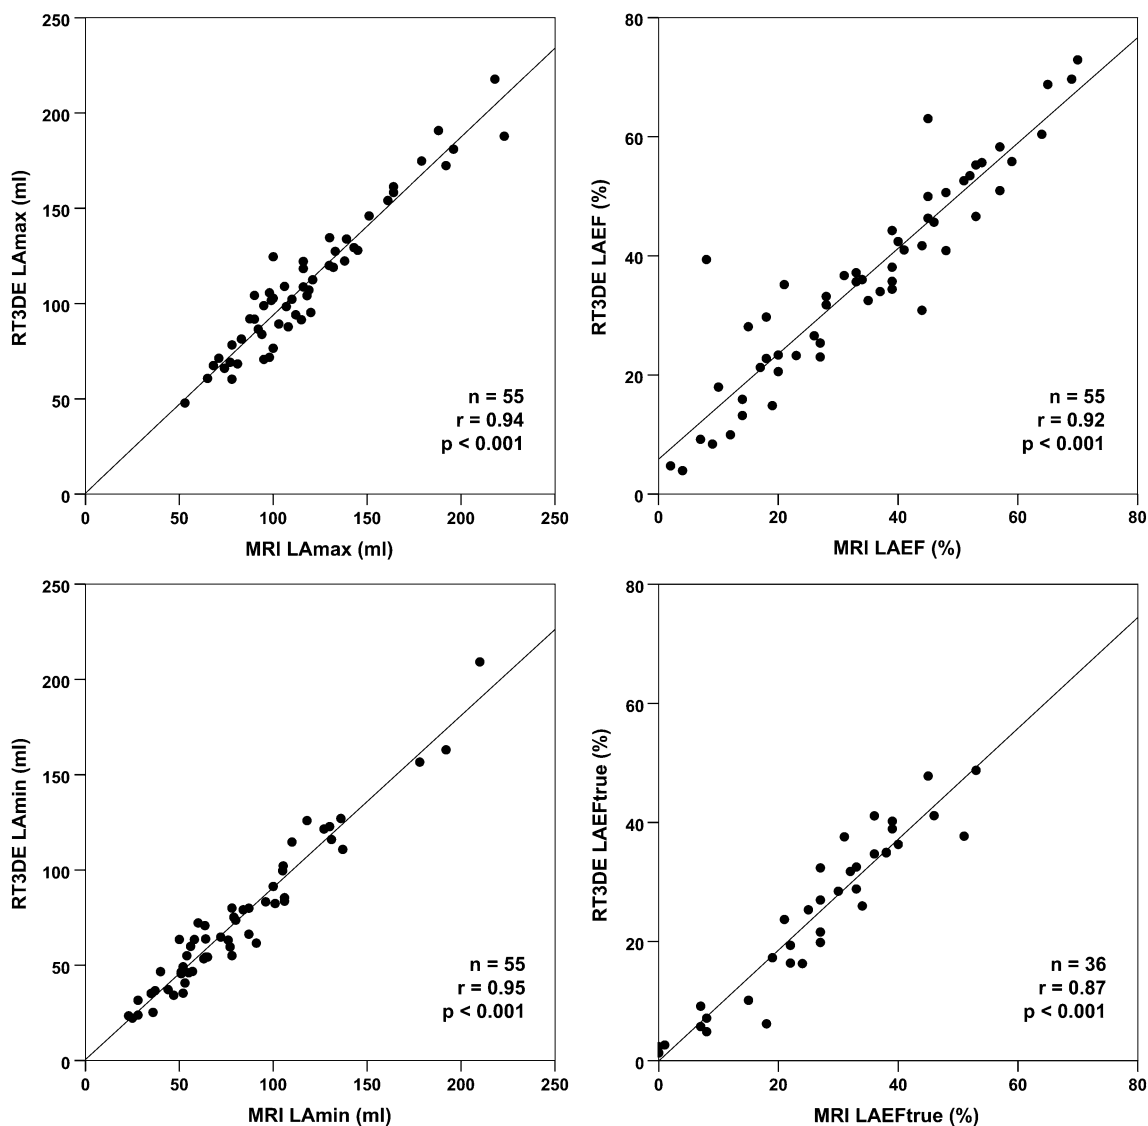 250
200
150
100
50
0
RT3DE LAmax (ml)
n = 55
r = 0.94
p < 0.001
0 50 100 150 200 250
MRI LAmax (ml)
80
60
40
20
0
RT3DE LAEF (%)
n = 55
r = 0.92
p < 0.001
0 20 40 60 80
MRI LAEF (%)
250
200
150
100
50
0
RT3DE LAmin (ml)
n = 55
r = 0.95
p < 0.001
0 50 100 150 200 250
MRI LAmin (ml)
80
60
40
20
0
RT3DE LAEFtrue (%)
n = 36
r = 0.87
p < 0.001
0 20 40 60 80
MRI LAEFtrue (%)